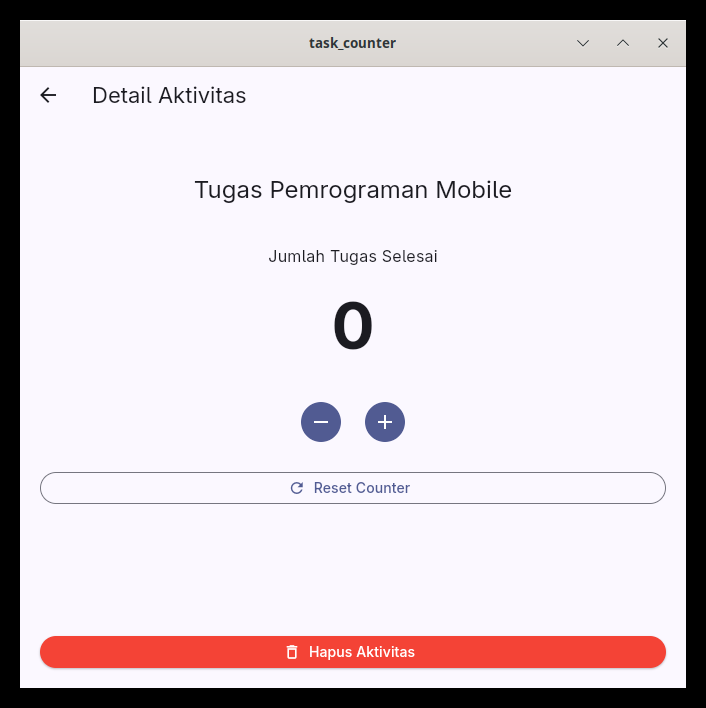 task_counter
Detail Aktivitas
Tugas Pemrograman Mobile
Jumlah Tugas Selesai
0
Reset Counter
Hapus Aktivitas